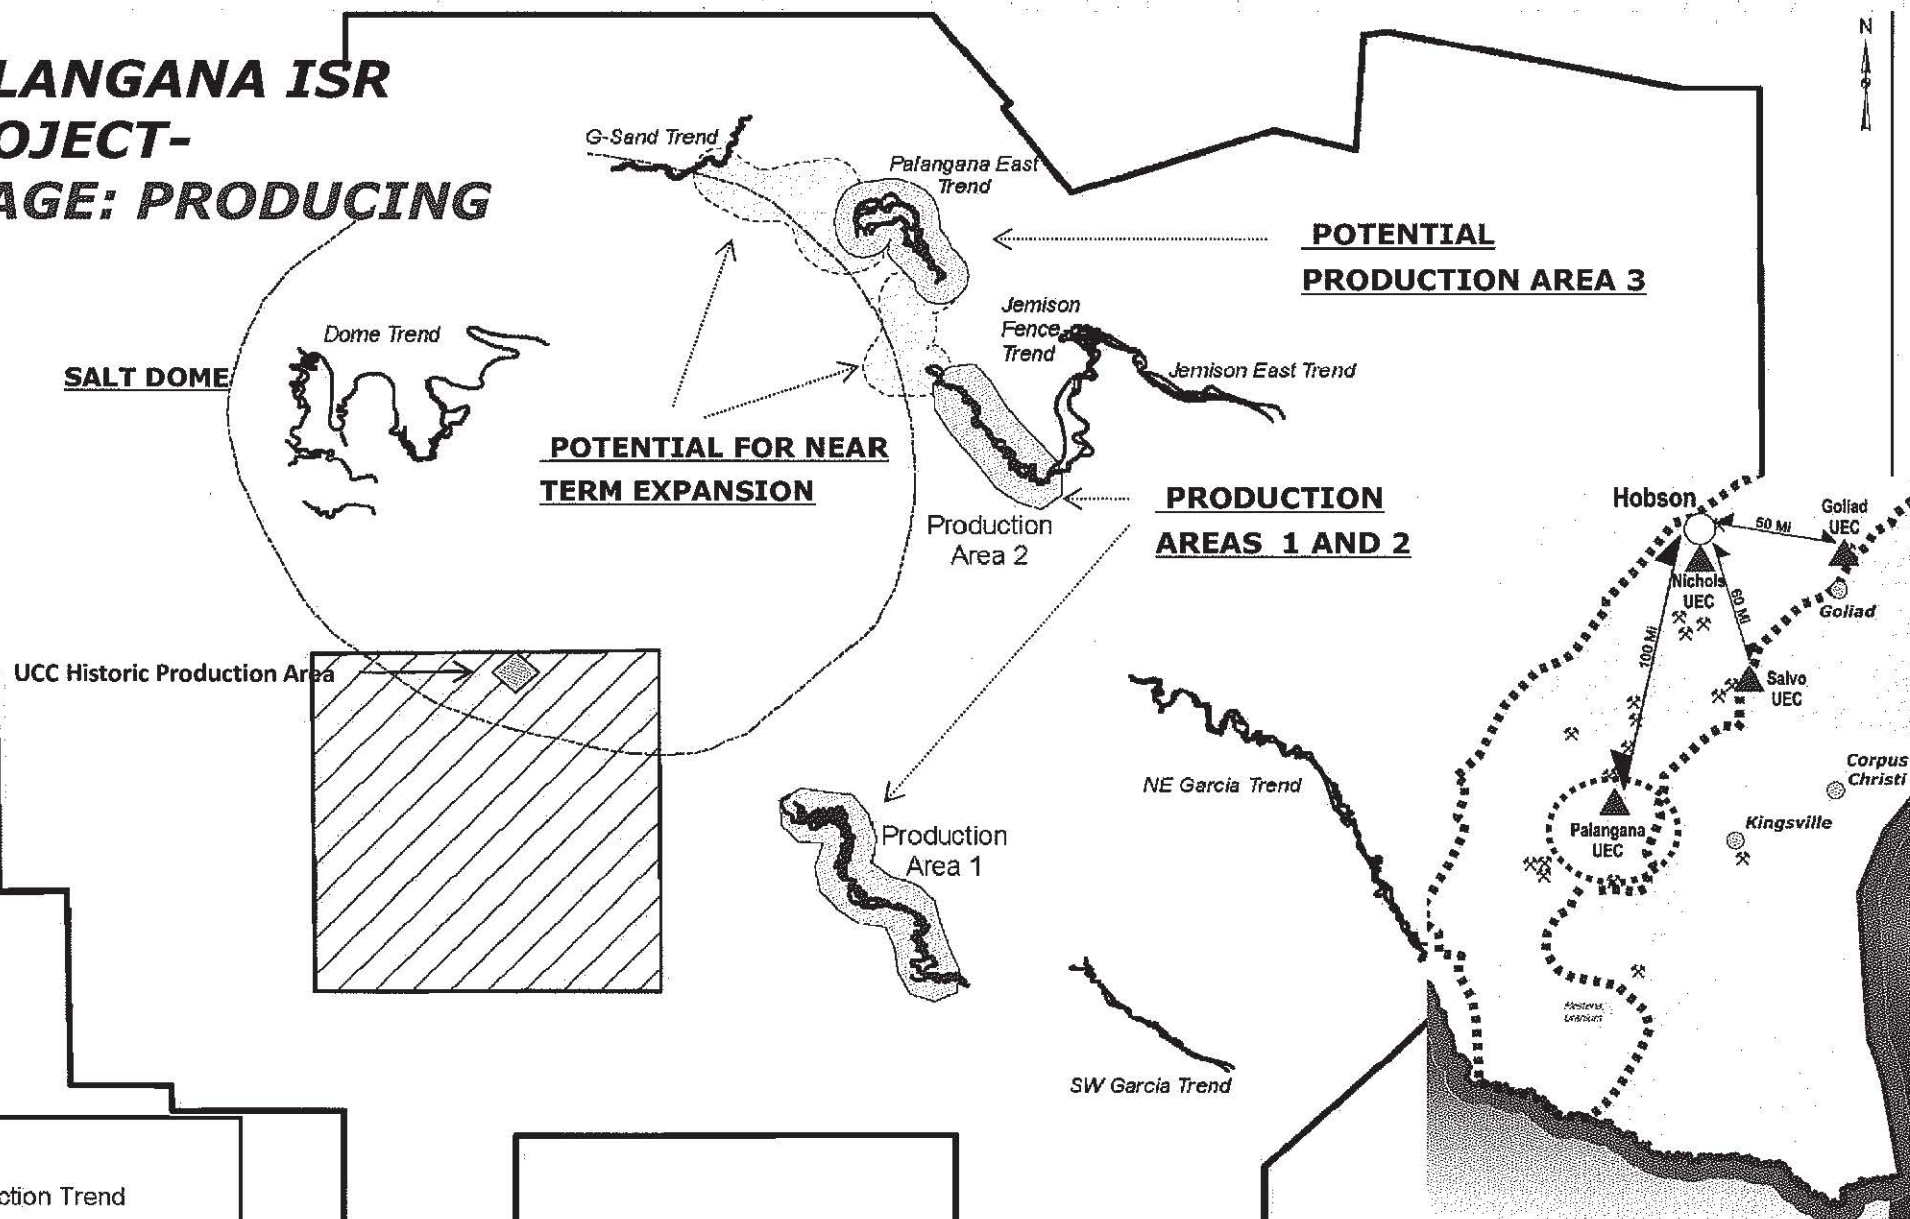 LANGANA ISR
OJECT-
AGE: PRODUCING
N
G-Sand Trend
Palangana East
Trend
POTENTIAL
PRODUCTION AREA 3
Jemison
Fence
Trend
Jemison East Trend
Dome Trend
SALT DOME
POTENTIAL FOR NEAR
TERM EXPANSION
PRODUCTION
AREAS 1 AND 2
Production
Area 2
UCC Historic Production Area
Production
Area 1
NE Garcia Trend
SW Garcia Trend
Hobson
50 Mi
Goliad
UEC
Nichols
UEC
60 Mi
Goliad
100 Mi
Salvo
UEC
Corpus
Christi
Kingsville
Palangana
UEC
Uranium
ction Trend